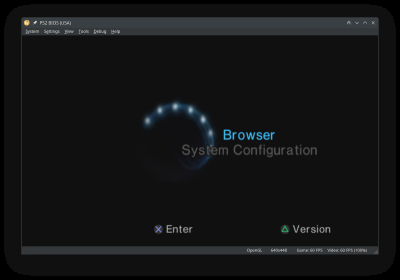 PS2 BIOS (USA)
System Settings View Tools Debug Help
Browser
System Configuration
Enter Version
OpenGL 640x448 Game: 60 FPS Video: 60 FPS (100%)